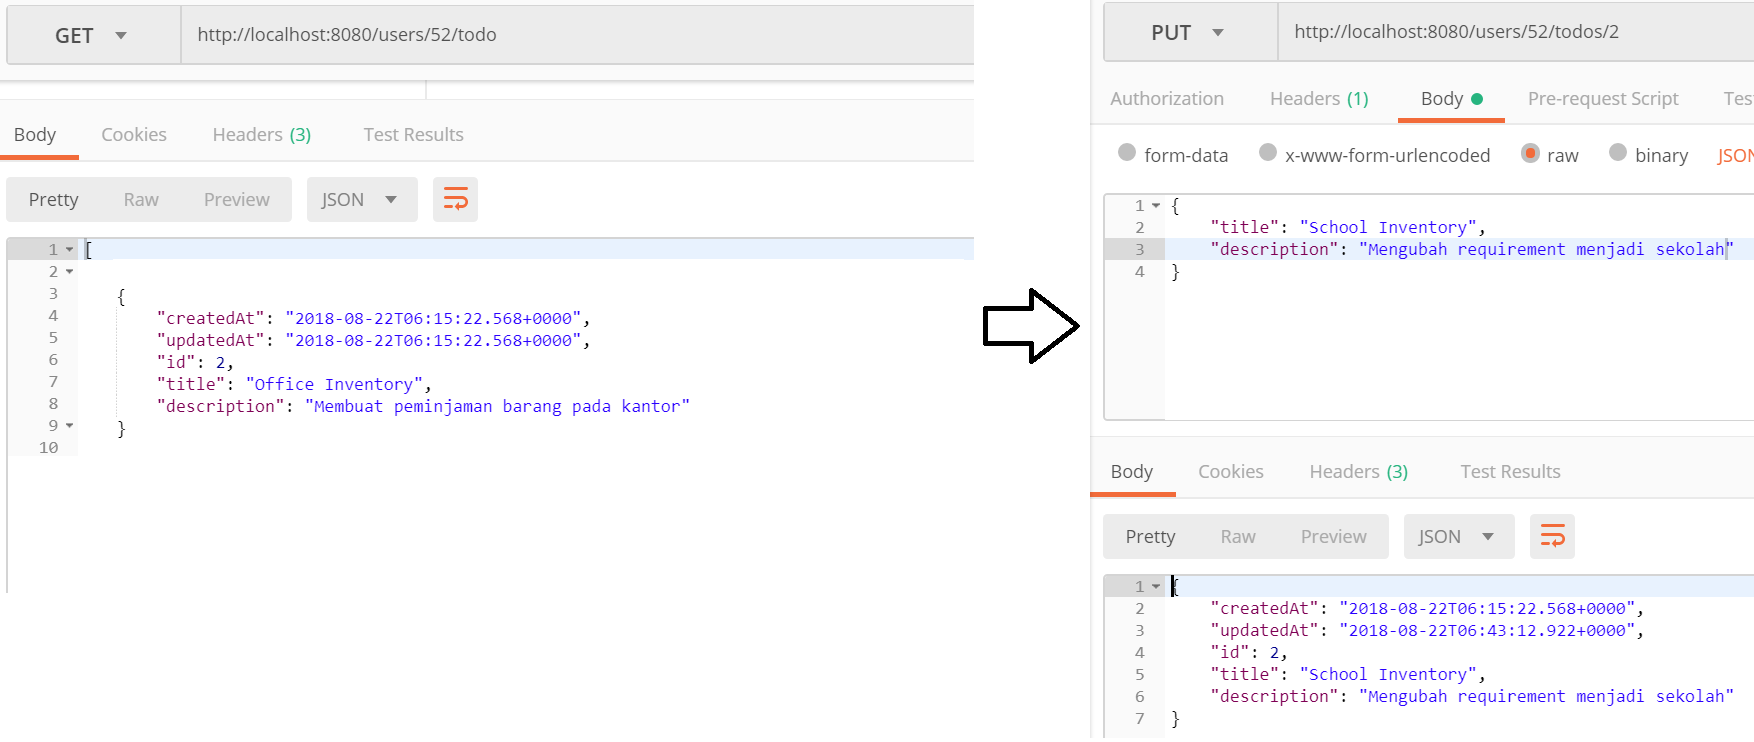 GET
http://localhost:8080/users/52/todo
Body Cookies Headers (3) Test Results
Pretty Raw Preview JSON
1 [
2
3 {
4 "createdAt": "2018-08-22T06:15:22.568+0000",
5 "updatedAt": "2018-08-22T06:15:22.568+0000",
6 "id": 2,
7 "title": "Office Inventory",
8 "description": "Membuat peminjaman barang pada kantor"
9 }
10
PUT
http://localhost:8080/users/52/todos/2
Authorization Headers (1) Body Pre-request Script Tes
form-data x-www-form-urlencoded raw binary JSON
1 {
2 "title": "School Inventory",
3 "description": "Mengubah requirement menjadi sekolah"
4 }
Body Cookies Headers (3) Test Results
Pretty Raw Preview JSON
1 {
2 "createdAt": "2018-08-22T06:15:22.568+0000",
3 "updatedAt": "2018-08-22T06:43:12.922+0000",
4 "id": 2,
5 "title": "School Inventory",
6 "description": "Mengubah requirement menjadi sekolah"
7 }